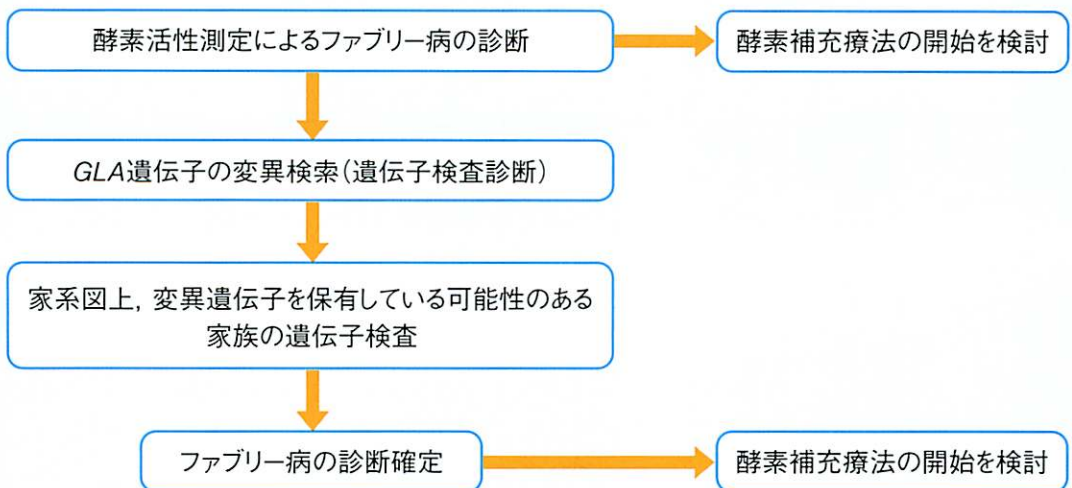 酵素活性測定によるファブリー病の診断
酵素補充療法の開始を検討
GLA遺伝子の変異検索(遺伝子検査診断)
家系図上，変異遺伝子を保有している可能性のある
家族の遺伝子検査
ファブリー病の診断確定
酵素補充療法の開始を検討